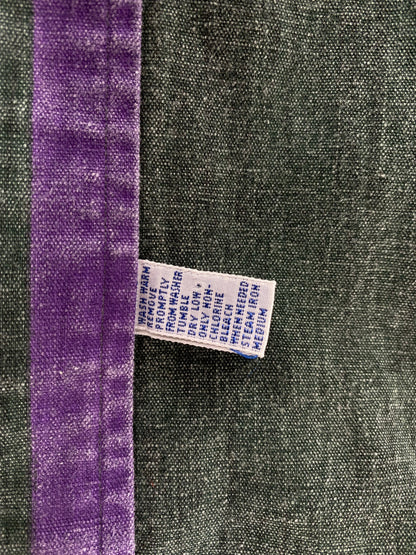 WASH WARM
REMOVE
PROMPTLY
FROM WASHER
TUMBLE
DRY LOW •
ONLY NON-
CHLORINE
BLEACH
WHEN NEEDED
STEAM IRON
MEDIUM